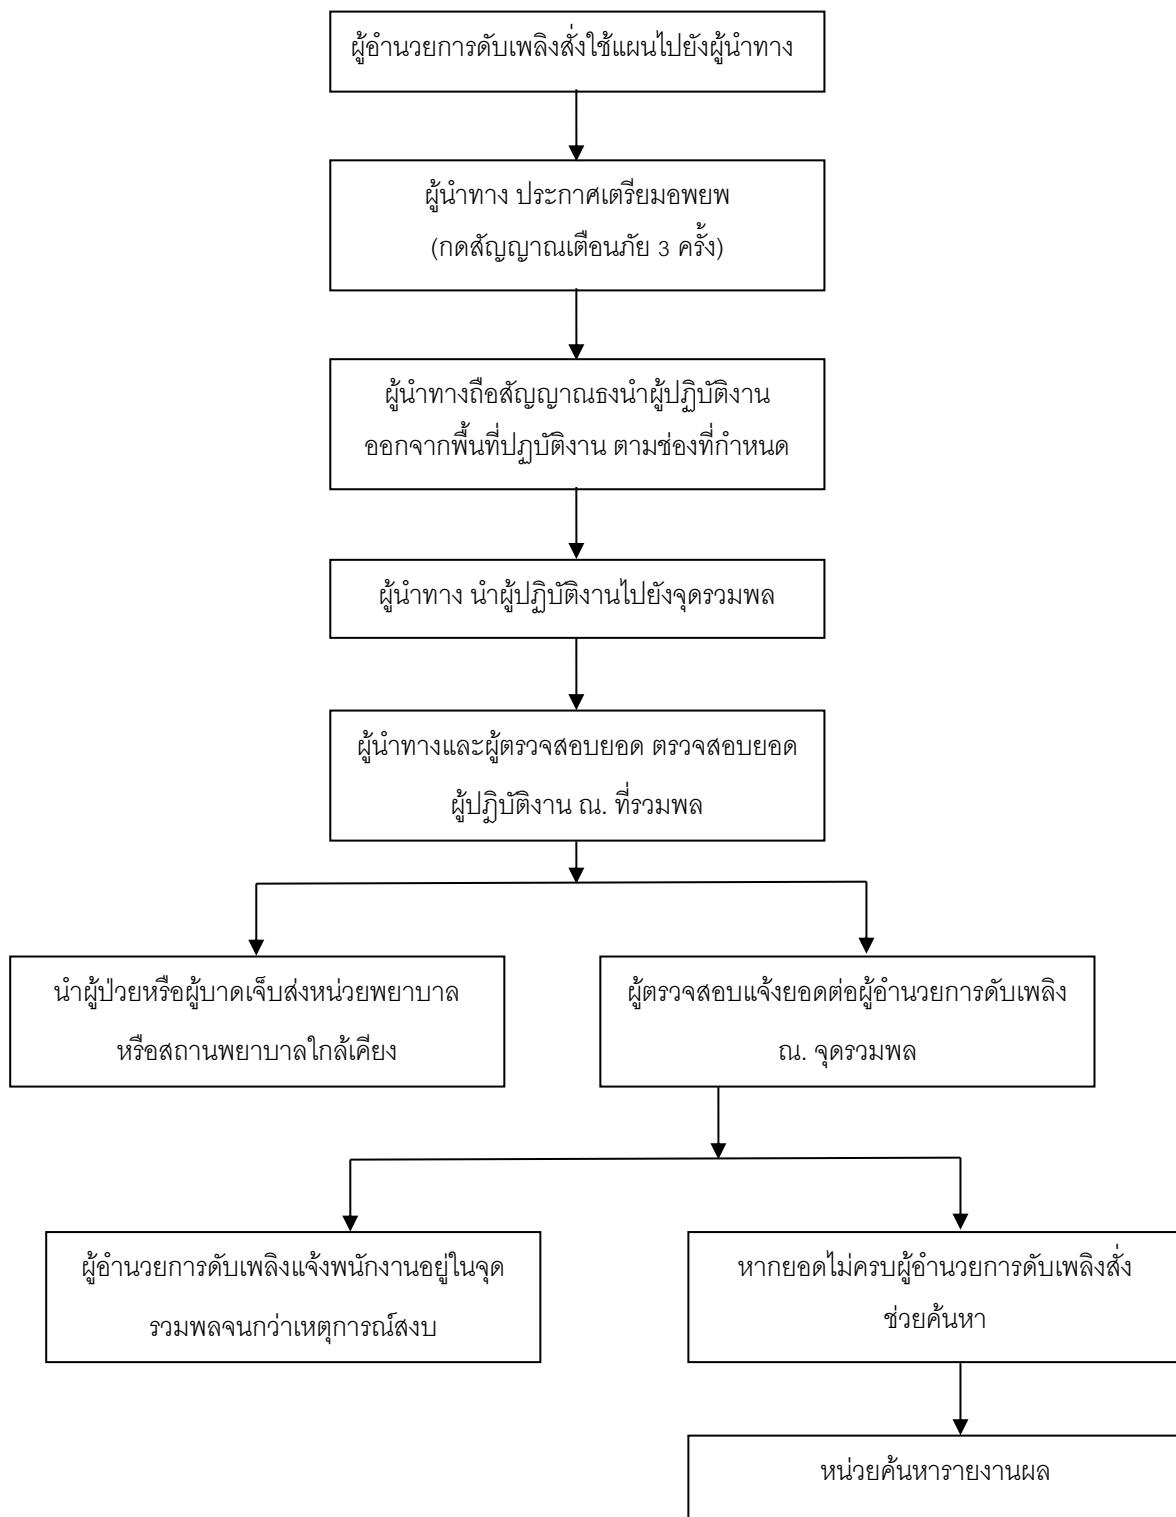 ผู้อำนวยการดับเพลิงสั่งใช้แผนไปยังผู้นำทาง
ผู้นำทาง ประกาศเตรียมอพยพ
(กดสัญญาณเตือนภัย 3 ครั้ง)
ผู้นำทางถือสัญญาณธงนำผู้ปฏิบัติงาน
ออกจากพื้นที่ปฏบัติงาน ตามช่องที่กำหนด
ผู้นำทาง นำผู้ปฏิบัติงานไปยังจุดรวมพล
ผู้นำทางและผู้ตรวจสอบยอด ตรวจสอบยอด
ผู้ปฎิบัติงาน ณ. ที่รวมพล
นำผู้ป่วยหรือผู้บาดเจ็บส่งหน่วยพยาบาล
หรือสถานพยาบาลใกล้เคียง
ผู้ตรวจสอบแจ้งยอดต่อผู้อำนวยการดับเพลิง
ณ. จุดรวมพล
ผู้อำนวยการดับเพลิงแจ้งพนักงานอยู่ในจุด
รวมพลจนกว่าเหตุการณ์สงบ
หากยอดไม่ครบผู้อำนวยการดับเพลิงสั่ง
ช่วยค้นหา
หน่วยค้นหารายงานผล